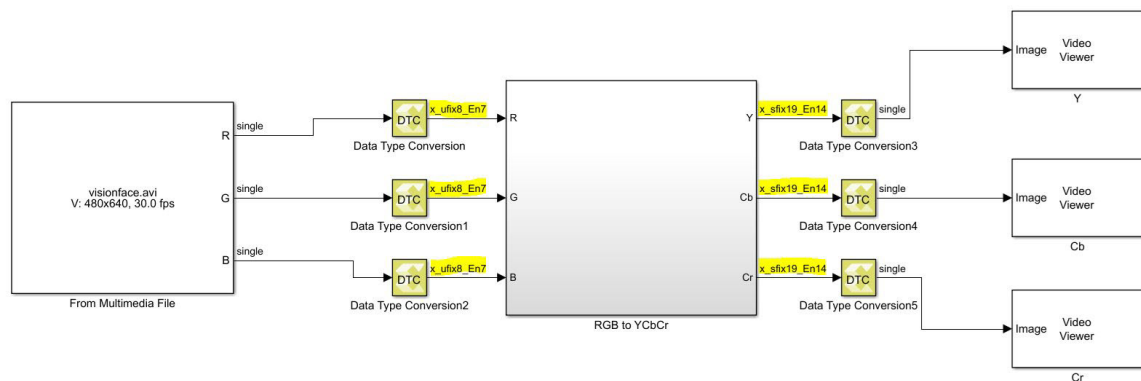 visionface.avi
V: 480x640, 30.0 fps
R
G
B
From Multimedia File
single
single
single
DTC
Data Type Conversion
DTC
Data Type Conversion1
DTC
Data Type Conversion2
x_ufix8_En7
x_ufix8_En7
x_ufix8_En7
R
G
B
Y
Cb
Cr
RGB to YCbCr
x_sfix19_En14
x_sfix19_En14
x_sfix19_En14
DTC
Data Type Conversion3
DTC
Data Type Conversion4
DTC
Data Type Conversion5
single
single
single
Image
Video
Viewer
Y
Image
Video
Viewer
Cb
Image
Video
Viewer
Cr